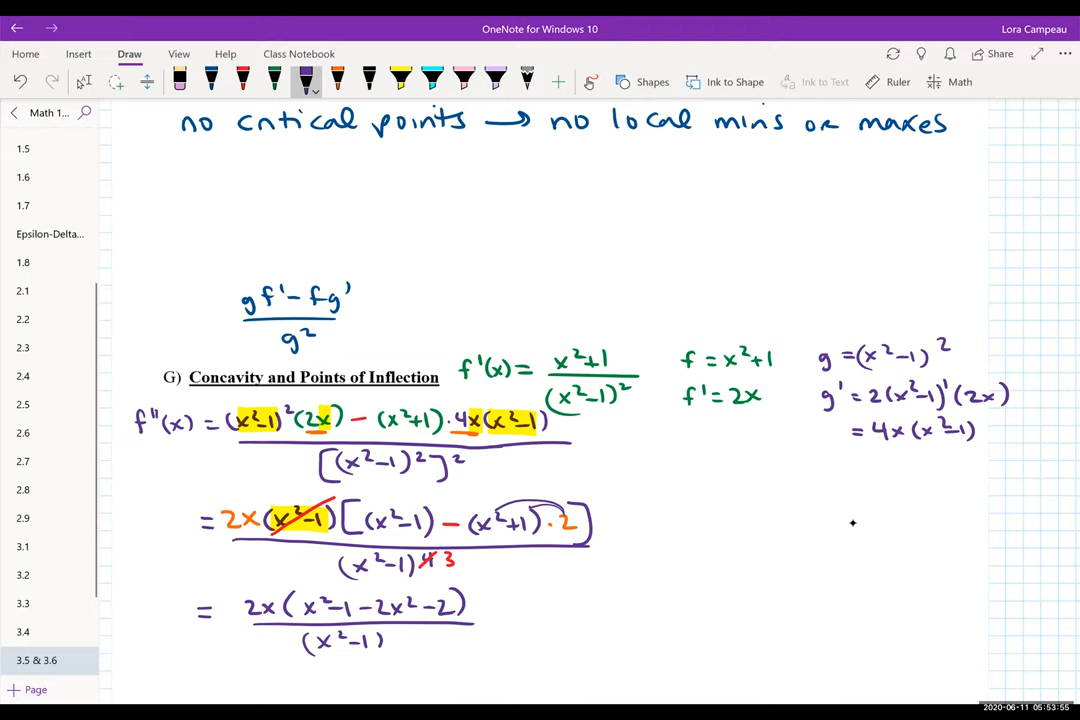 OneNote for Windows 10
Lora Campeau
Home Insert Draw View Help Class Notebook Share
Shapes Ink to Shape Ink to Text Ruler Math
Math 1...
1.5
1.6
1.7
Epsilon-Delta...
1.8
2.1
2.2
2.3
2.4
2.5
2.6
2.7
2.8
2.9
3.1
3.2
3.3
3.4
3.5 & 3.6
Page
no critical points → no local mins or maxes
gf' - fg'
g²
G) Concavity and Points of Inflection
f'(x) = x²+1 / (x²-1)²
f = x²+1
f' = 2x
g = (x²-1)²
g' = 2(x²-1)'(2x)
= 4x(x²-1)
f''(x) = (x²-1)²(2x) - (x²+1)·4x(x²-1)
[(x²-1)²]²
= 2x(x²-1)[(x²-1) - (x²+1)·2]
(x²-1)4 3
= 2x(x²-1-2x²-2)
(x²-1)
2020-06-11 05:53:55